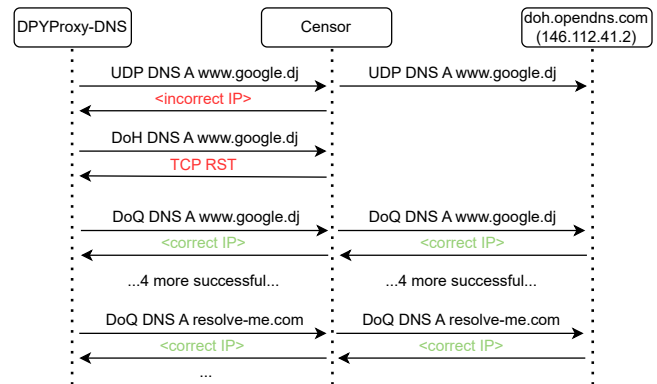 DPYProxy-DNS
Censor
doh.opendns.com
(146.112.41.2)
UDP DNS A www.google.dj
UDP DNS A www.google.dj
<incorrect IP>
DoH DNS A www.google.dj
TCP RST
DoQ DNS A www.google.dj
DoQ DNS A www.google.dj
<correct IP>
<correct IP>
...4 more successful...
...4 more successful...
DoQ DNS A resolve-me.com
DoQ DNS A resolve-me.com
<correct IP>
<correct IP>
...